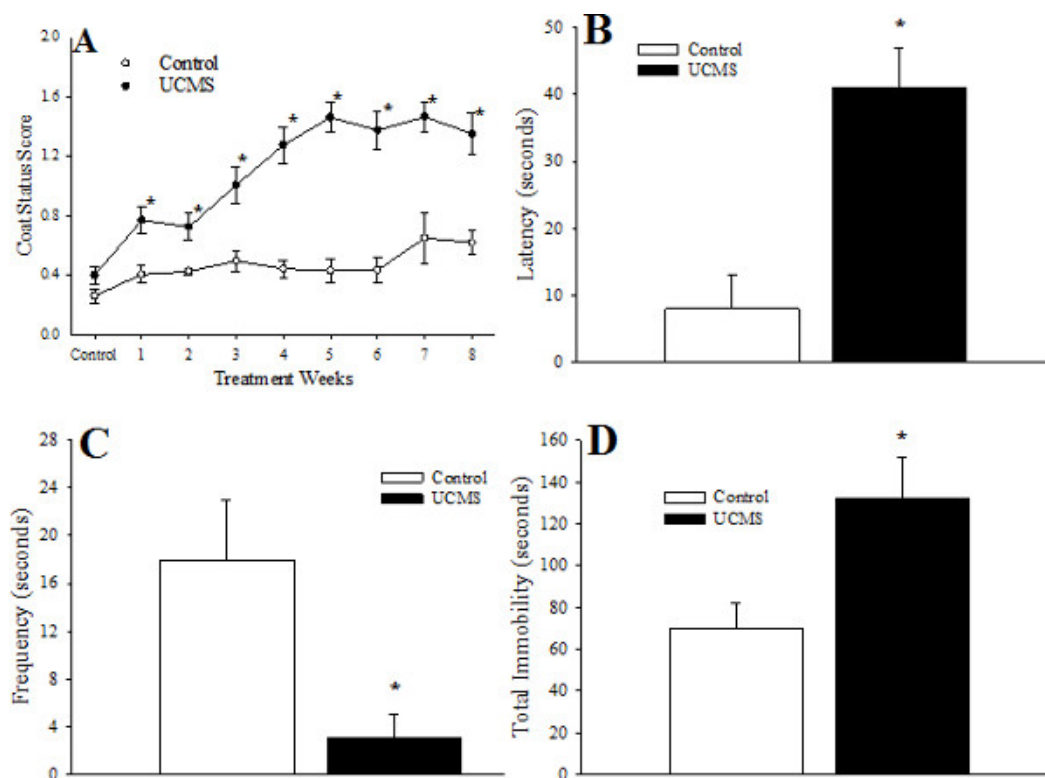 A
Control
UCMS
Coat Status Score
2.0
1.6
1.2
0.8
0.4
0.0
* * * * * * * *
Control 1 2 3 4 5 6 7 8
Treatment Weeks
B
Control
UCMS
*
Latency (seconds)
50
40
30
20
10
0
C
Control
UCMS
*
Frequency (seconds)
28
24
20
16
12
8
4
0
D
Control
UCMS
*
Total Immobility (seconds)
160
140
120
100
80
60
40
20
0